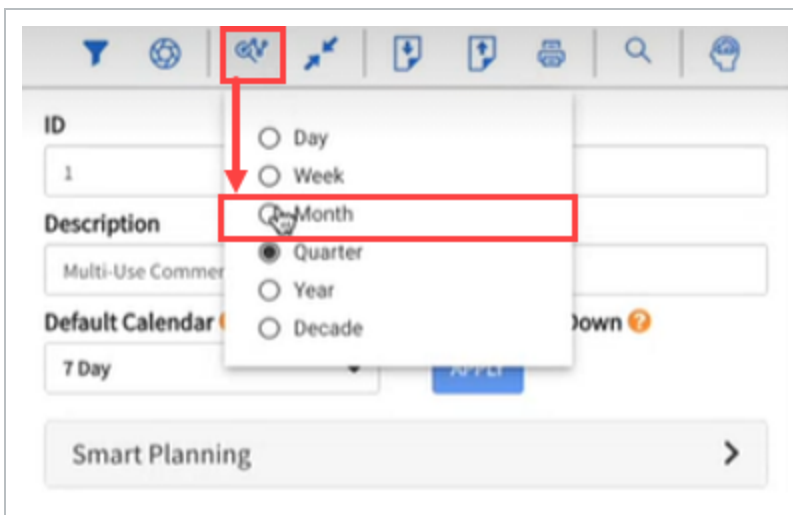 ID
Day
1
Week
Month
Description
Quarter
Multi-Use Commer
Year
Default Calendar
Decade
Down ?
7 Day
APPLY
Smart Planning